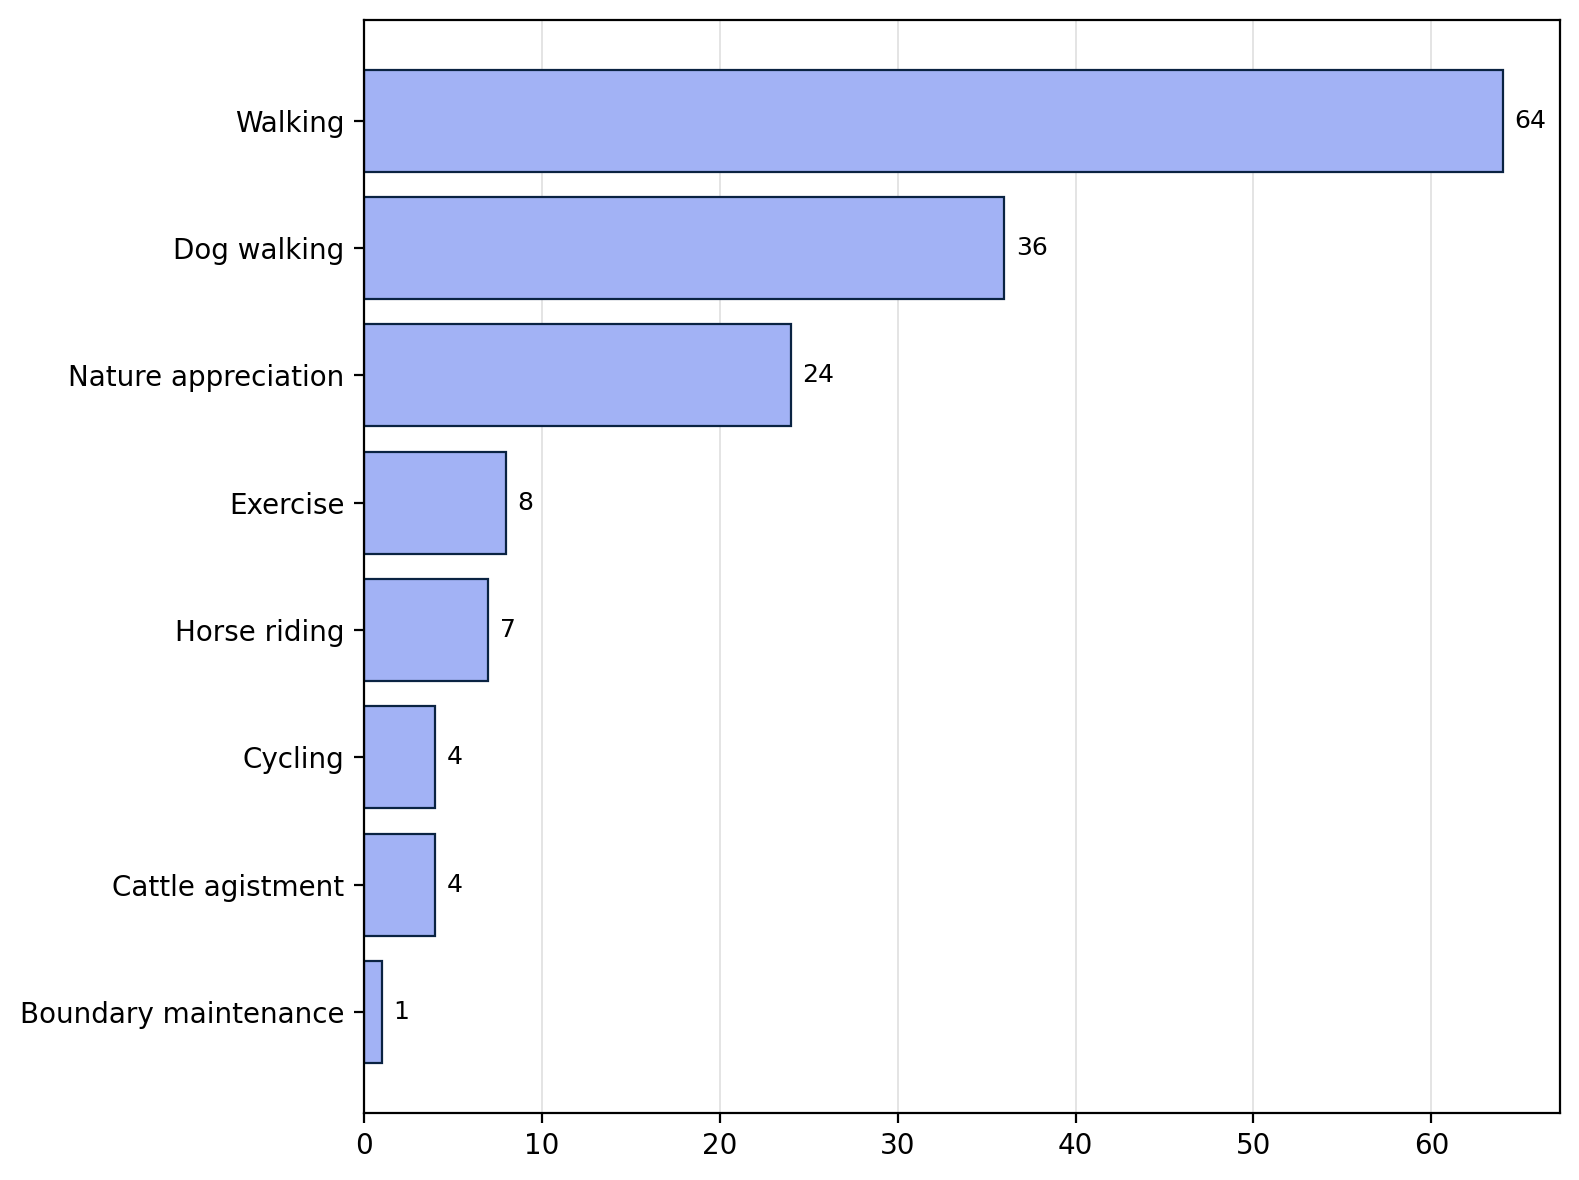 Walking
64
Dog walking
36
Nature appreciation
24
Exercise
8
Horse riding
7
Cycling
4
Cattle agistment
4
Boundary maintenance
1
0 10 20 30 40 50 60